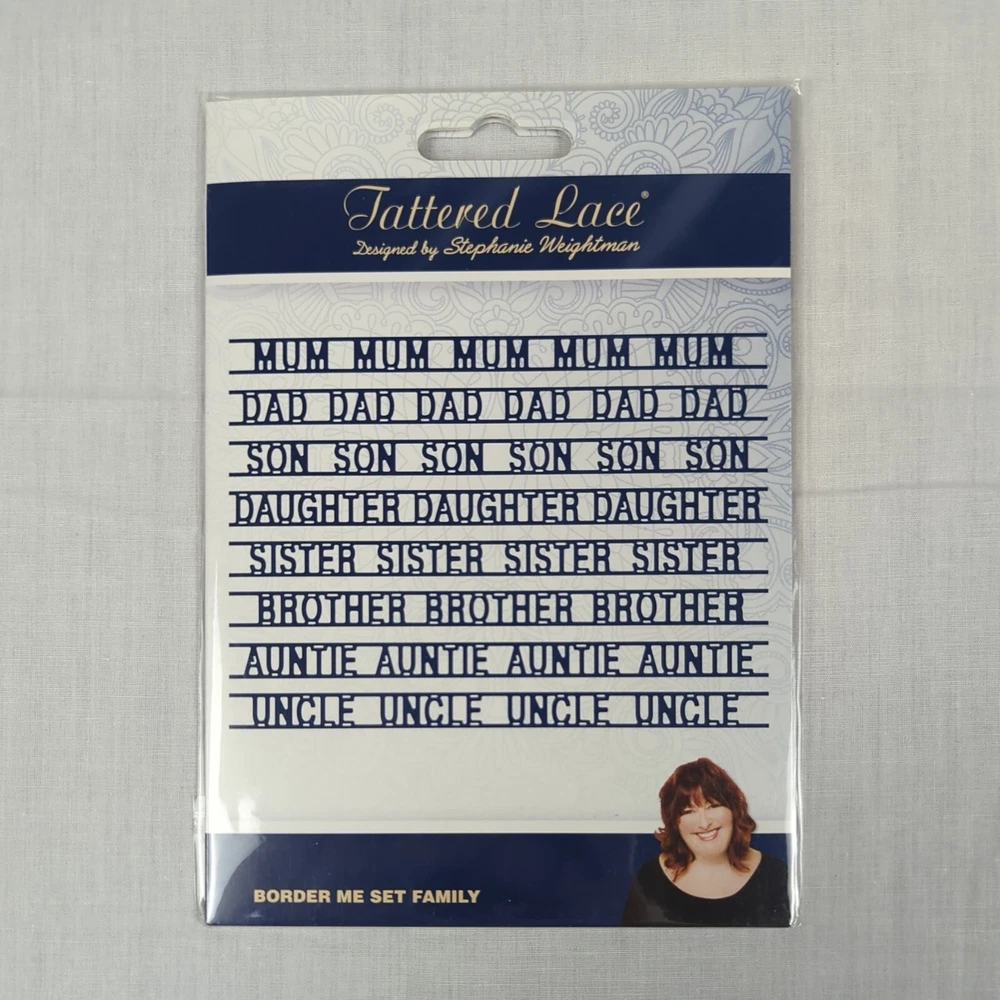 Tattered Lace®
Designed by Stephanie Weightman
MUM MUM MUM MUM MUM
DAD DAD DAD DAD DAD DAD
SON SON SON SON SON SON
DAUGHTER DAUGHTER DAUGHTER
SISTER SISTER SISTER SISTER
BROTHER BROTHER BROTHER
AUNTIE AUNTIE AUNTIE AUNTIE
UNCLE UNCLE UNCLE UNCLE
BORDER ME SET FAMILY